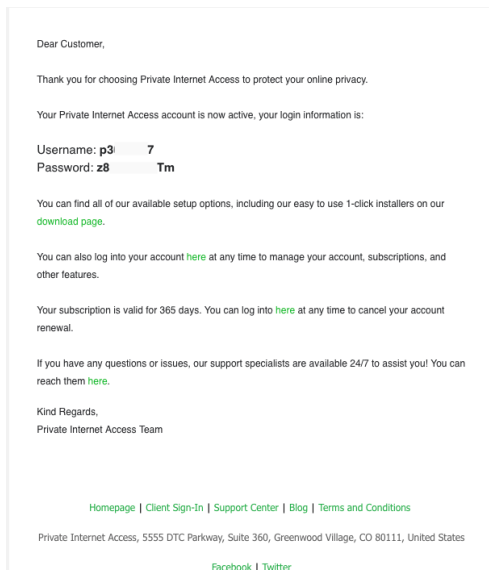 Dear Customer,
Thank you for choosing Private Internet Access to protect your online privacy.
Your Private Internet Access account is now active, your login information is:
Username: p3 7
Password: z8 Tm
You can find all of our available setup options, including our easy to use 1-click installers on our
download page.
You can also log into your account here at any time to manage your account, subscriptions, and
other features.
Your subscription is valid for 365 days. You can log into here at any time to cancel your account
renewal.
If you have any questions or issues, our support specialists are available 24/7 to assist you! You can
reach them here.
Kind Regards,
Private Internet Access Team
Homepage | Client Sign-In | Support Center | Blog | Terms and Conditions
Private Internet Access, 5555 DTC Parkway, Suite 360, Greenwood Village, CO 80111, United States
Facebook | Twitter